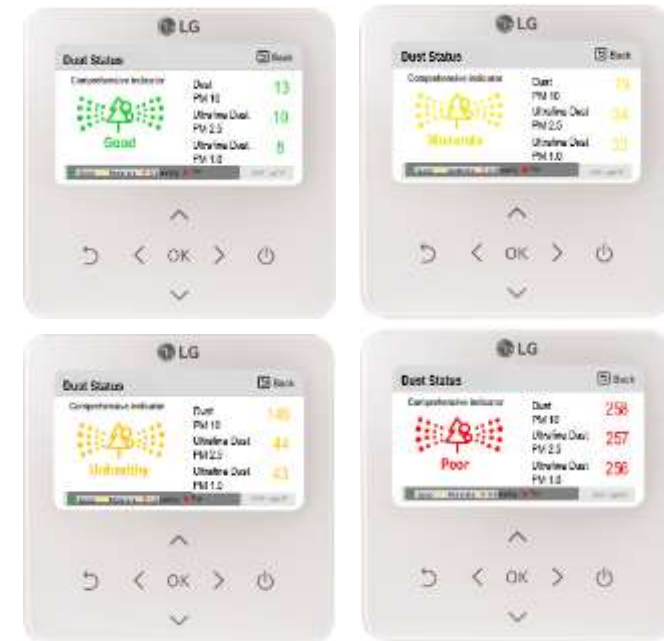 LG
Dust Status
Back
Comprehensive indicator
Good
Dust
PM 10
13
Ultrafine Dust
PM 2.5
10
Ultrafine Dust
PM 1.0
8
OK
LG
Dust Status
Back
Comprehensive indicator
Moderate
Dust
PM 10
Ultrafine Dust
PM 2.5
Ultrafine Dust
PM 1.0
OK
LG
Dust Status
Back
Comprehensive indicator
Unhealthy
Dust
PM 10
Ultrafine Dust
PM 2.5
44
Ultrafine Dust
PM 1.0
43
OK
LG
Dust Status
Back
Comprehensive indicator
Poor
Dust
PM 10
258
Ultrafine Dust
PM 2.5
257
Ultrafine Dust
PM 1.0
256
OK